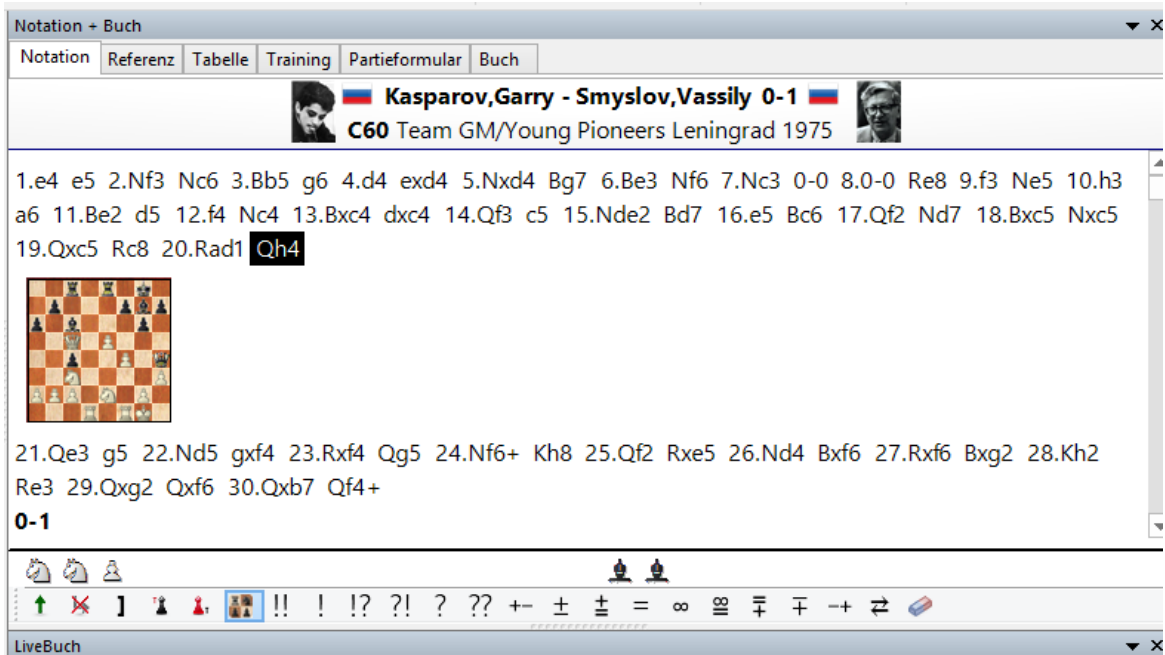 Notation + Buch
Notation Referenz Tabelle Training Partieformular Buch
Kasparov,Garry - Smyslov,Vassily 0-1
C60 Team GM/Young Pioneers Leningrad 1975
1.e4 e5 2.Nf3 Nc6 3.Bb5 g6 4.d4 exd4 5.Nxd4 Bg7 6.Be3 Nf6 7.Nc3 0-0 8.0-0 Re8 9.f3 Ne5 10.h3
a6 11.Be2 d5 12.f4 Nc4 13.Bxc4 dxc4 14.Qf3 c5 15.Nde2 Bd7 16.e5 Bc6 17.Qf2 Nd7 18.Bxc5 Nxc5
19.Qxc5 Rc8 20.Rad1 Qh4
21.Qe3 g5 22.Nd5 gxf4 23.Rxf4 Qg5 24.Nf6+ Kh8 25.Qf2 Rxe5 26.Nd4 Bxf6 27.Rxf6 Bxg2 28.Kh2
Re3 29.Qxg2 Qxf6 30.Qxb7 Qf4+
0-1
] !! ! !? ?! ? ?? +− ± ⩲ = ∞ ⯹ ⩱ ∓ −+ ⇄
LiveBuch